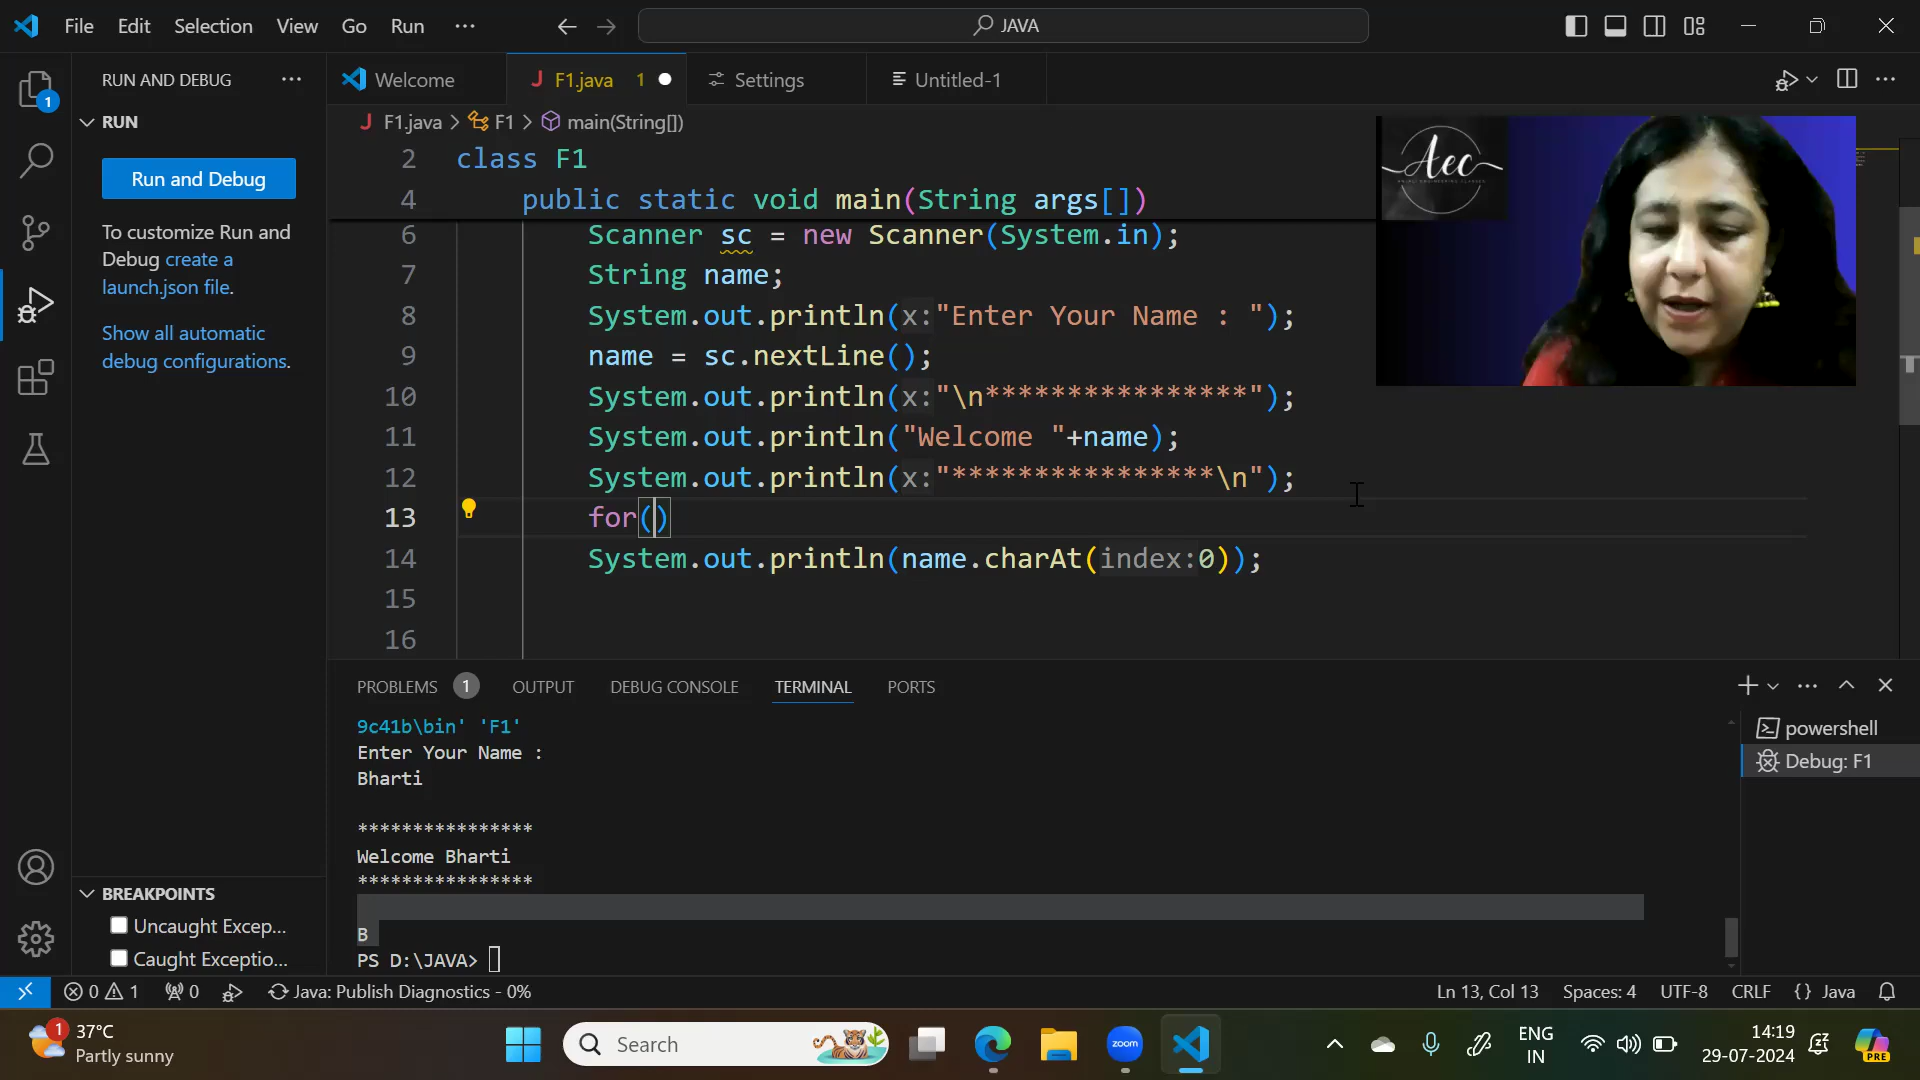 File Edit Selection View Go Run ···
JAVA
RUN AND DEBUG ···
RUN
Run and Debug
To customize Run and
Debug create a
launch.json file.
Show all automatic
debug configurations.
BREAKPOINTS
Uncaught Excep...
Caught Exceptio...
1
Welcome
J F1.java 1
Settings
Untitled-1
J F1.java > F1 > main(String[])
2 class F1
4 public static void main(String args[])
6 Scanner sc = new Scanner(System.in);
7 String name;
8 System.out.println(x:"Enter Your Name : ");
9 name = sc.nextLine();
10 System.out.println(x:"\n****************");
11 System.out.println("Welcome "+name);
12 System.out.println(x:"****************\n");
13 for()
14 System.out.println(name.charAt(index:0));
15
16
Aec
PROBLEMS 1 OUTPUT DEBUG CONSOLE TERMINAL PORTS
9c41b\bin' 'F1'
Enter Your Name :
Bharti
****************
Welcome Bharti
****************
B
PS D:\JAVA>
powershell
Debug: F1
0 1 0 Java: Publish Diagnostics - 0%
Ln 13, Col 13 Spaces: 4 UTF-8 CRLF {} Java
1
37°C
Partly sunny
Search
zoom
ENG
IN
14:19
29-07-2024
PRE